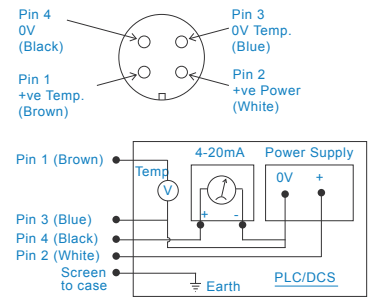 Pin 4
0V
(Black)
Pin 3
0V Temp.
(Blue)
Pin 1
+ve Temp.
(Brown)
Pin 2
+ve Power
(White)
4-20mA
Power Supply
Pin 1 (Brown)
Temp
V
0V
+
Pin 3 (Blue)
+
-
Pin 4 (Black)
Pin 2 (White)
Screen
to case
Earth
PLC/DCS